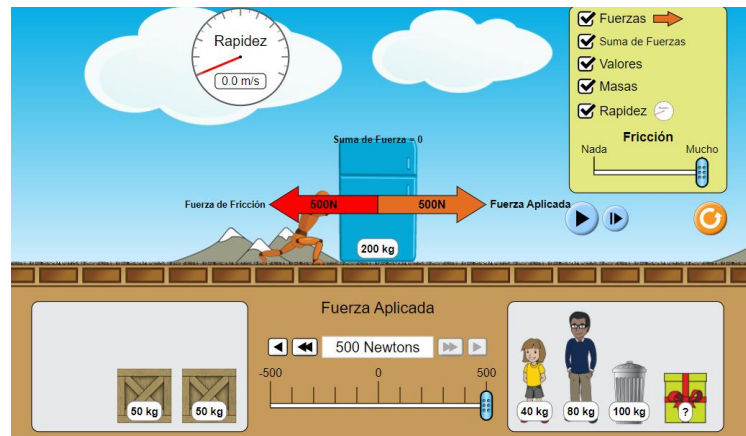 Rapidez
0.0 m/s
Fuerzas
Suma de Fuerzas
Valores
Masas
Rapidez
Fricción
Nada Mucho
Suma de Fuerza = 0
Fuerza de Fricción 500N 500N Fuerza Aplicada
200 kg
Fuerza Aplicada
500 Newtons
-500 0 500
50 kg 50 kg
40 kg 80 kg 100 kg ?